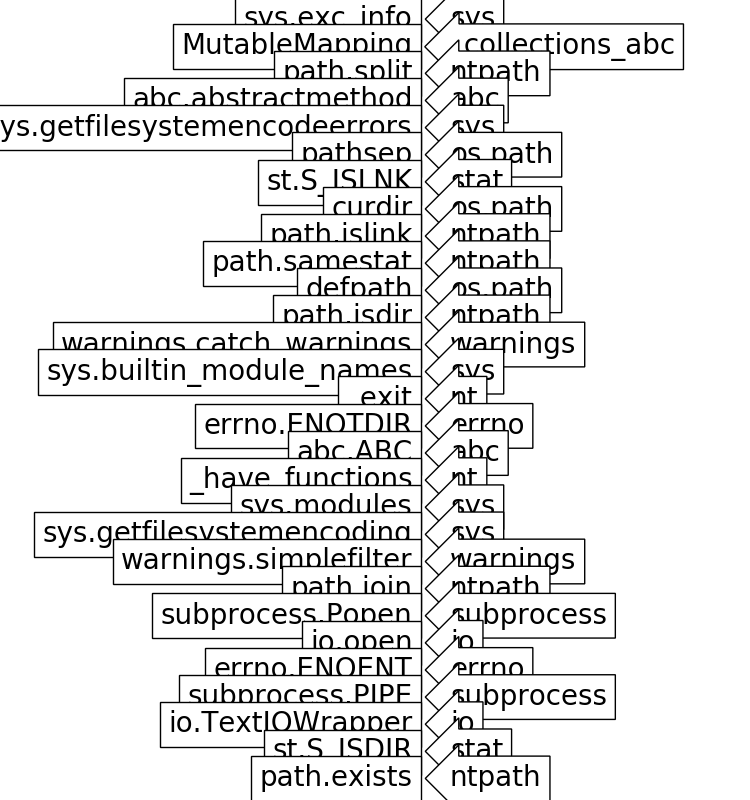 sys.exc_info sys
MutableMapping collections_abc
path.split ntpath
abc.abstractmethod abc
ys.getfilesystemencodeerrors sys
pathsep os.path
st.S_ISLNK stat
curdir os.path
path.islink ntpath
path.samestat ntpath
defpath os.path
path.isdir ntpath
warnings.catch_warnings warnings
sys.builtin_module_names sys
exit nt
errno.ENOTDIR errno
abc.ABC abc
_have_functions nt
sys.modules sys
sys.getfilesystemencoding sys
warnings.simplefilter warnings
path.join ntpath
subprocess.Popen subprocess
io.open io
errno.ENOENT errno
subprocess.PIPE subprocess
io.TextIOWrapper io
st.S_ISDIR stat
path.exists ntpath